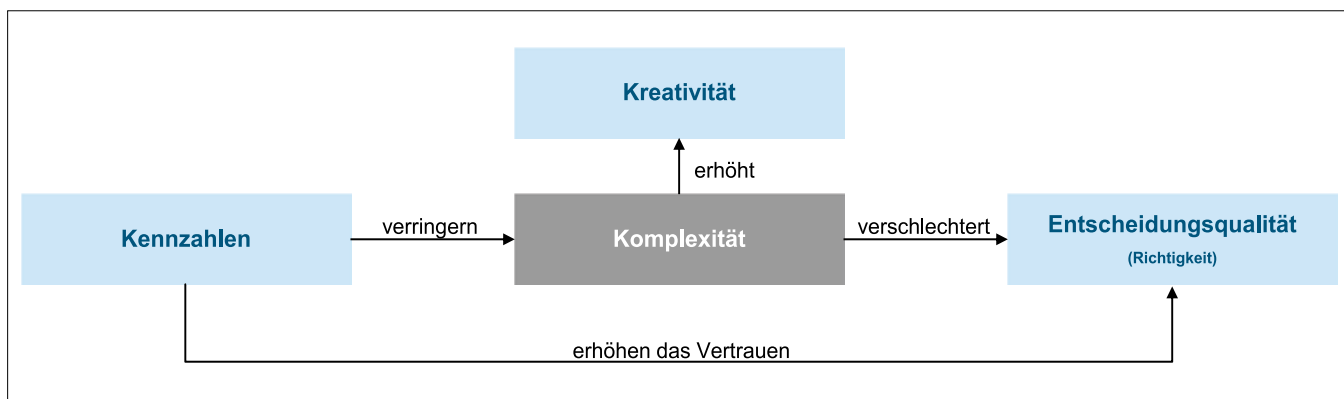 Kreativität
erhöht
Kennzahlen
verringern
Komplexität
verschlechtert
Entscheidungsqualität
(Richtigkeit)
erhöhen das Vertrauen